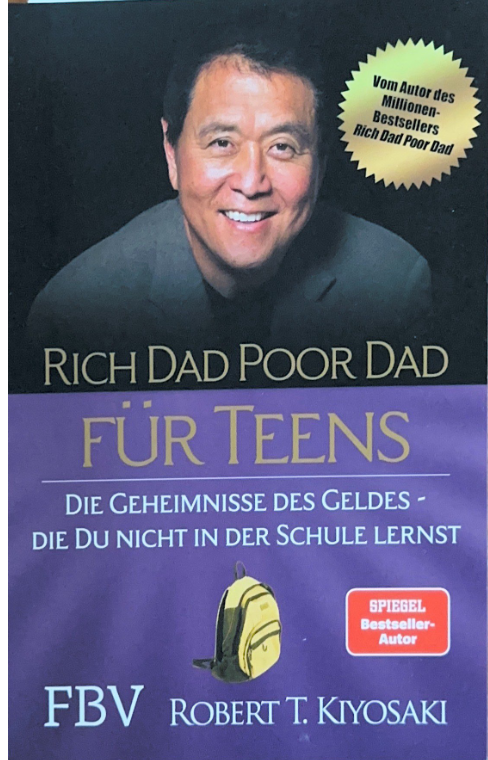 Vom Autor des
Millionen-
Bestsellers
Rich Dad Poor Dad
RICH DAD POOR DAD
FÜR TEENS
DIE GEHEIMNISSE DES GELDES -
DIE DU NICHT IN DER SCHULE LERNST
SPIEGEL
Bestseller-
Autor
FBV ROBERT T. KIYOSAKI